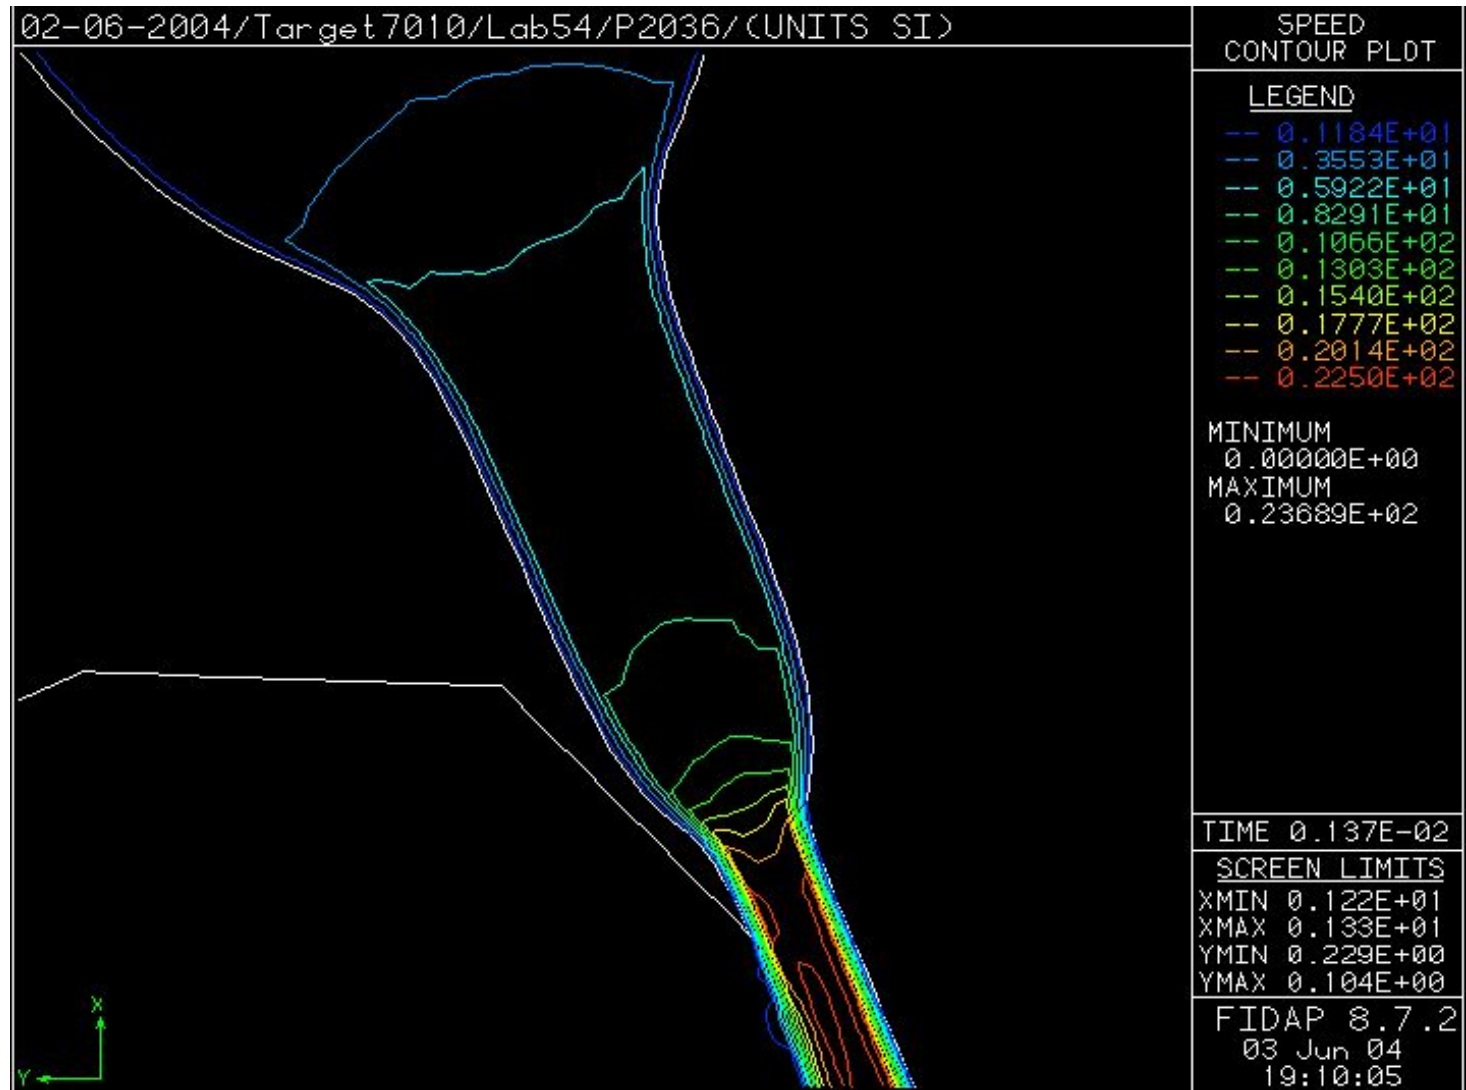 02-06-2004/Target7010/Lab54/P2036/(UNITS SI)
SPEED
CONTOUR PLOT
LEGEND
-- 0.1184E+01
-- 0.3553E+01
-- 0.5922E+01
-- 0.8291E+01
-- 0.1066E+02
-- 0.1303E+02
-- 0.1540E+02
-- 0.1777E+02
-- 0.2014E+02
-- 0.2250E+02
MINIMUM
0.00000E+00
MAXIMUM
0.23689E+02
TIME 0.137E-02
SCREEN LIMITS
XMIN 0.122E+01
XMAX 0.133E+01
YMIN 0.229E+00
YMAX 0.104E+00
FIDAP 8.7.2
03 Jun 04
19:10:05
X
Y